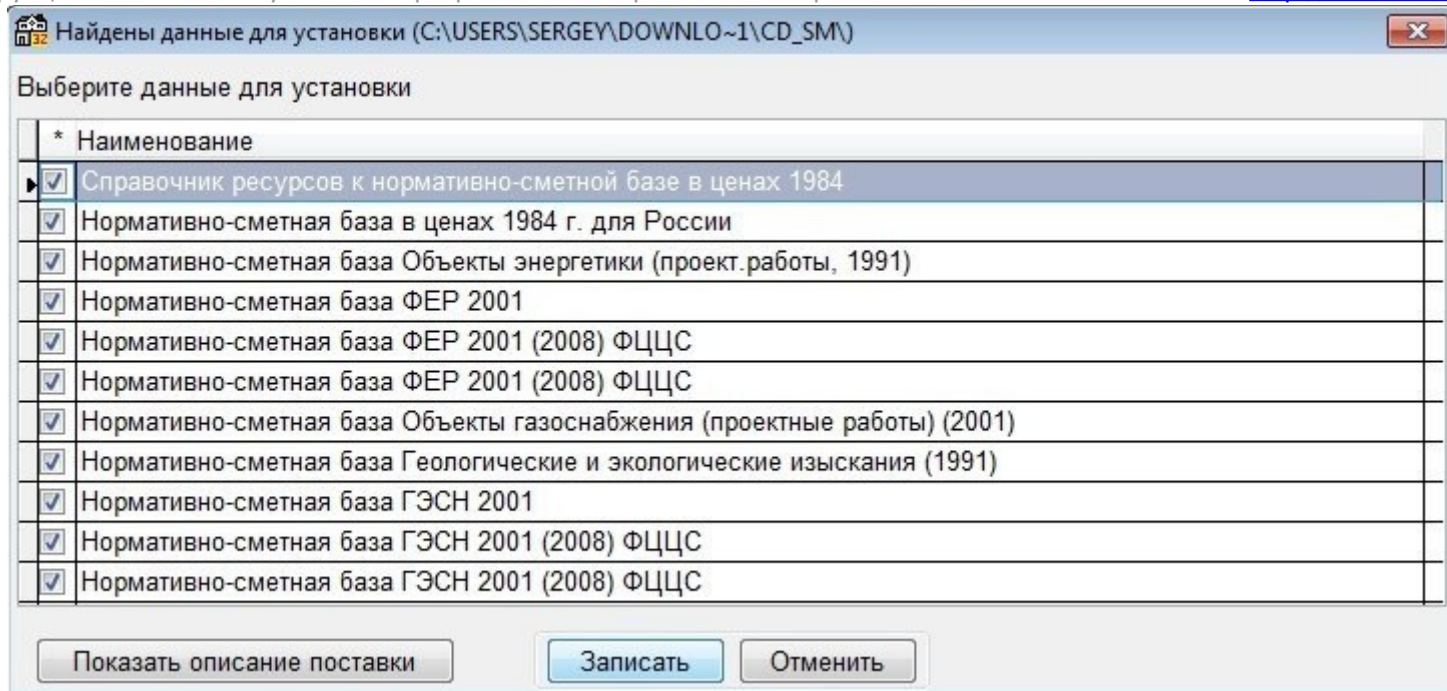 Найдены данные для установки (C:\USERS\SERGEY\DOWNLO~1\CD_SM\)
Выберите данные для установки
* Наименование
Справочник ресурсов к нормативно-сметной базе в ценах 1984
Нормативно-сметная база в ценах 1984 г. для России
Нормативно-сметная база Объекты энергетики (проект.работы, 1991)
Нормативно-сметная база ФЕР 2001
Нормативно-сметная база ФЕР 2001 (2008) ФЦЦС
Нормативно-сметная база ФЕР 2001 (2008) ФЦЦС
Нормативно-сметная база Объекты газоснабжения (проектные работы) (2001)
Нормативно-сметная база Геологические и экологические изыскания (1991)
Нормативно-сметная база ГЭСН 2001
Нормативно-сметная база ГЭСН 2001 (2008) ФЦЦС
Нормативно-сметная база ГЭСН 2001 (2008) ФЦЦС
Показать описание поставки Записать Отменить